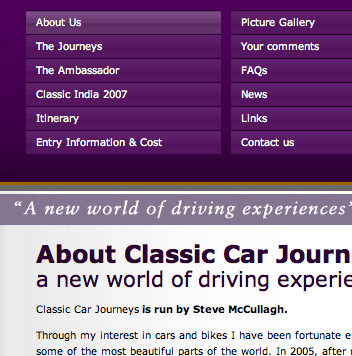 About Us
Picture Gallery
The Journeys
Your comments
The Ambassador
FAQs
Classic India 2007
News
Itinerary
Links
Entry Information & Cost
Contact us
"A new world of driving experiences"
About Classic Car Journ
a new world of driving experie
Classic Car Journeys is run by Steve McCullagh.
Through my interest in cars and bikes I have been fortunate e
some of the most beautiful parts of the world. In 2005, after